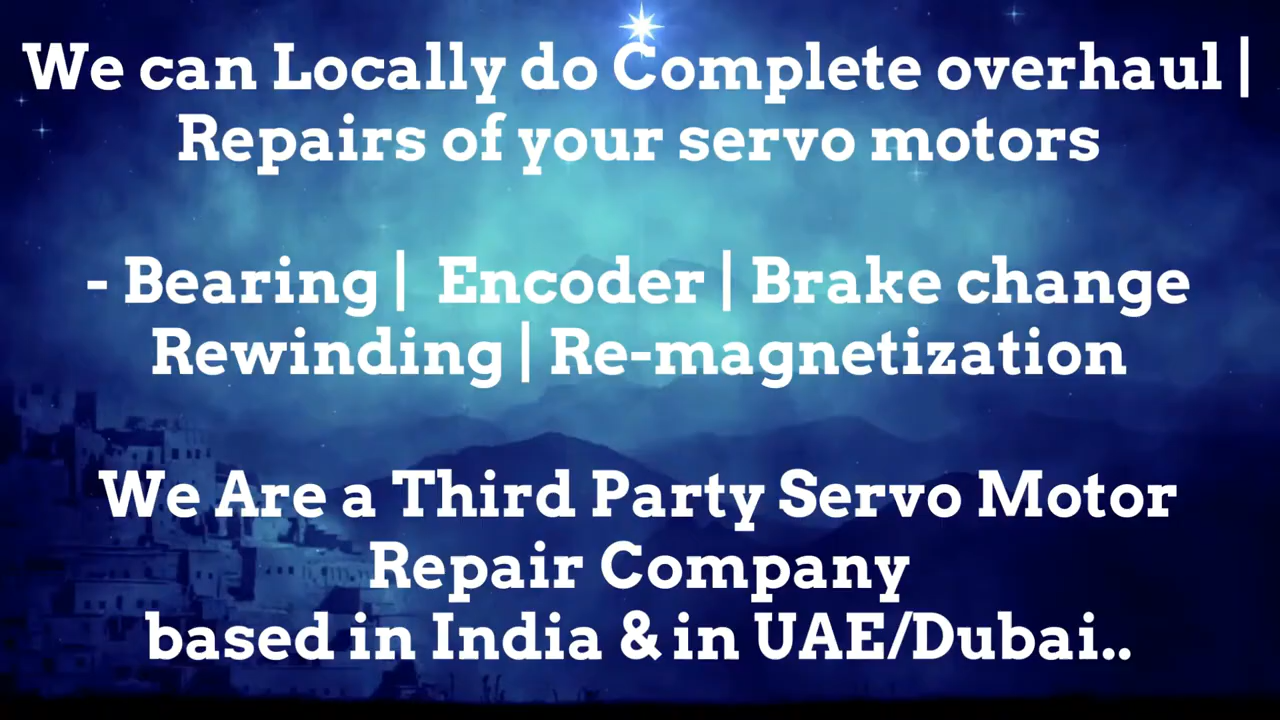 We can Locally do Complete overhaul |
Repairs of your servo motors
- Bearing | Encoder | Brake change
Rewinding | Re-magnetization
We Are a Third Party Servo Motor
Repair Company
based in India & in UAE/Dubai..